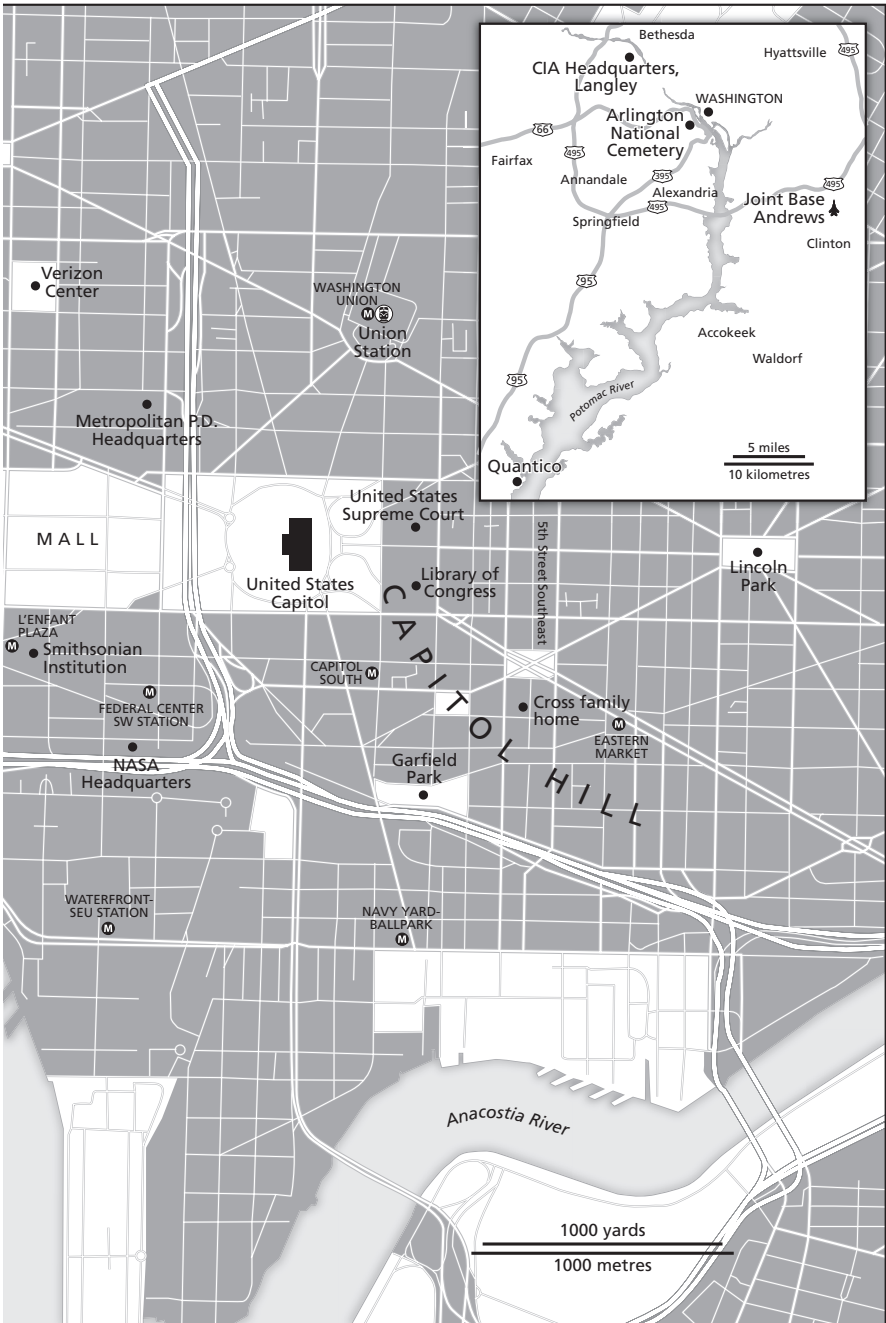 Bethesda
Hyattsville
495
CIA Headquarters,
Langley
WASHINGTON
Arlington
National
Cemetery
66
495
Fairfax
395
Annandale
Alexandria
495
495
Springfield
Joint Base
Andrews
Clinton
95
Accokeek
Waldorf
95
Potomac River
5 miles
10 kilometres
Quantico
Verizon
Center
WASHINGTON
UNION
M
Union
Station
Metropolitan P.D.
Headquarters
MALL
United States
Supreme Court
5th Street Southeast
United States
Capitol
Library of
Congress
Lincoln
Park
CAPITOL HILL
L'ENFANT
PLAZA
M
Smithsonian
Institution
CAPITOL
SOUTH
M
M
FEDERAL CENTER
SW STATION
Cross family
home
M
EASTERN
MARKET
NASA
Headquarters
Garfield
Park
WATERFRONT-
SEU STATION
M
NAVY YARD-
BALLPARK
M
Anacostia River
1000 yards
1000 metres